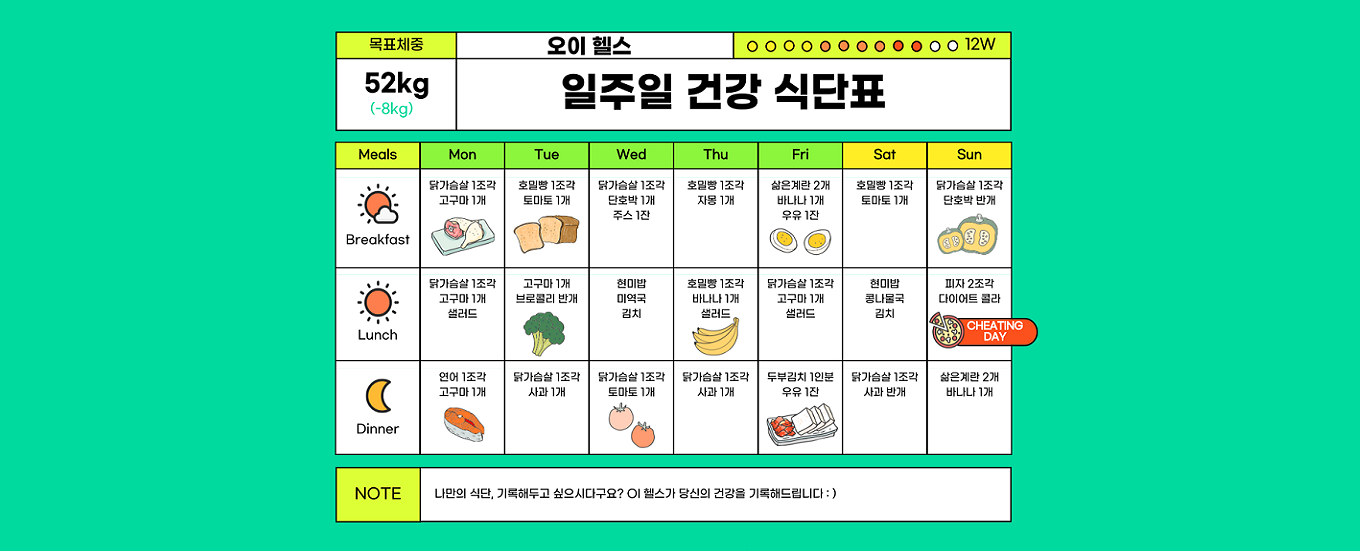 목표체중
오이 헬스
12W
52kg
(-8kg)
일주일 건강 식단표
Meals Mon Tue Wed Thu Fri Sat Sun
Breakfast
닭가슴살 1조각
고구마 1개
호밀빵 1조각
토마토 1개
닭가슴살 1조각
단호박 1개
주스 1잔
호밀빵 1조각
자몽 1개
삶은계란 2개
바나나 1개
우유 1잔
호밀빵 1조각
토마토 1개
닭가슴살 1조각
단호박 반개
Lunch
닭가슴살 1조각
고구마 1개
샐러드
고구마 1개
브로콜리 반개
현미밥
미역국
김치
호밀빵 1조각
바나나 1개
샐러드
닭가슴살 1조각
고구마 1개
샐러드
현미밥
콩나물국
김치
피자 2조각
다이어트 콜라
CHEATING
DAY
Dinner
연어 1조각
고구마 1개
닭가슴살 1조각
사과 1개
닭가슴살 1조각
토마토 1개
닭가슴살 1조각
사과 1개
두부김치 1인분
우유 1잔
닭가슴살 1조각
사과 반개
삶은계란 2개
바나나 1개
NOTE
나만의 식단, 기록해두고 싶으시다구요? OI 헬스가 당신의 건강을 기록해드립니다 : )